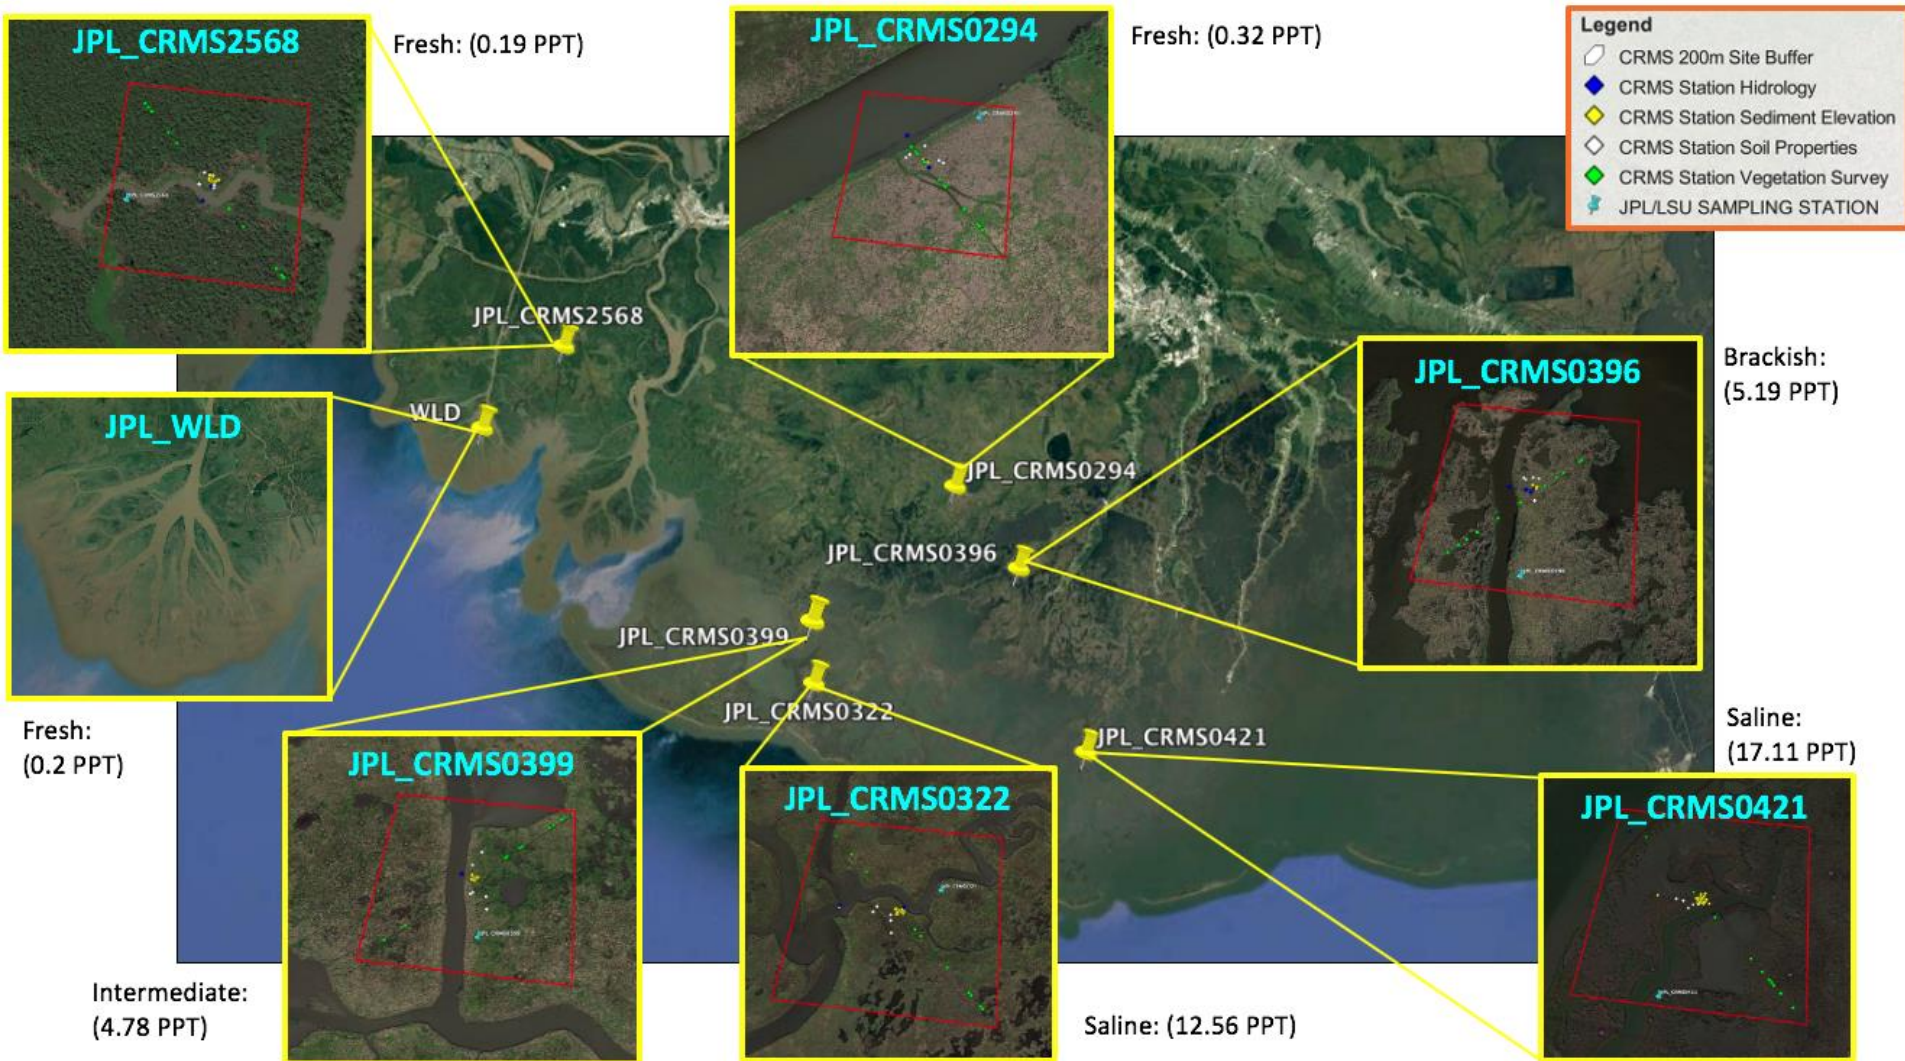 JPL_CRMS2568
Fresh: (0.19 PPT)
JPL_CRMS0294
Fresh: (0.32 PPT)
Legend
CRMS 200m Site Buffer
CRMS Station Hidrology
CRMS Station Sediment Elevation
CRMS Station Soil Properties
CRMS Station Vegetation Survey
JPL/LSU SAMPLING STATION
JPL_CRMS2568
JPL_CRMS0396
Brackish:
(5.19 PPT)
JPL_WLD
WLD
JPL_CRMS0294
JPL_CRMS0396
JPL_CRMS0399
JPL_CRMS0322
JPL_CRMS0421
Fresh:
(0.2 PPT)
Saline:
(17.11 PPT)
JPL_CRMS0399
JPL_CRMS0322
JPL_CRMS0421
Intermediate:
(4.78 PPT)
Saline: (12.56 PPT)